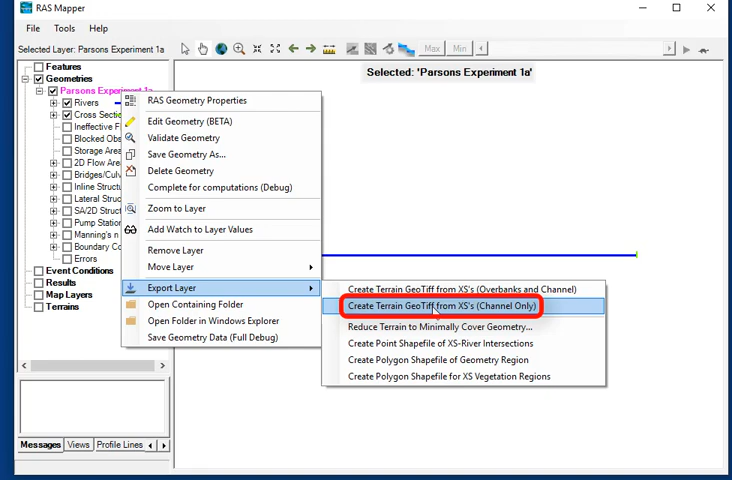 RAS Mapper
File Tools Help
Selected Layer: Parsons Experiment 1a
Max Min
Features
Geometries
Parsons Experiment 1a
Rivers
Cross Sec
Ineffective F
Blocked Obs
Storage Area
2D Flow Area
Bridges/Culv
Inline Struct
Lateral Struc
SA/2D Struct
Pump Station
Manning's n
Boundary Co
Errors
Event Conditions
Results
Map Layers
Terrains
Selected: 'Parsons Experiment 1a'
RAS Geometry Properties
Edit Geometry (BETA)
Validate Geometry
Save Geometry As...
Delete Geometry
Complete for computations (Debug)
Zoom to Layer
Add Watch to Layer Values
Remove Layer
Move Layer
Export Layer
Open Containing Folder
Open Folder in Windows Explorer
Save Geometry Data (Full Debug)
Create Terrain GeoTiff from XS's (Overbanks and Channel)
Create Terrain GeoTiff from XS's (Channel Only)
Reduce Terrain to Minimally Cover Geometry...
Create Point Shapefile of XS-River Intersections
Create Polygon Shapefile of Geometry Region
Create Polygon Shapefile for XS Vegetation Regions
Messages Views Profile Lines